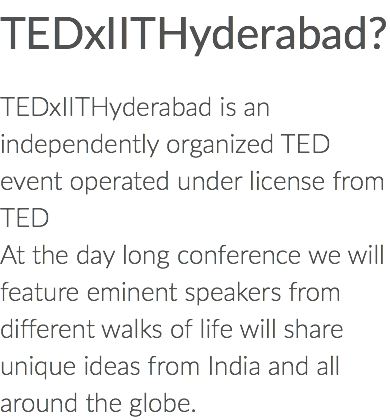 TEDxIITHyderabad?
TEDxIITHyderabad is an
independently organized TED
event operated under license from
TED
At the day long conference we will
feature eminent speakers from
different walks of life will share
unique ideas from India and all
around the globe.